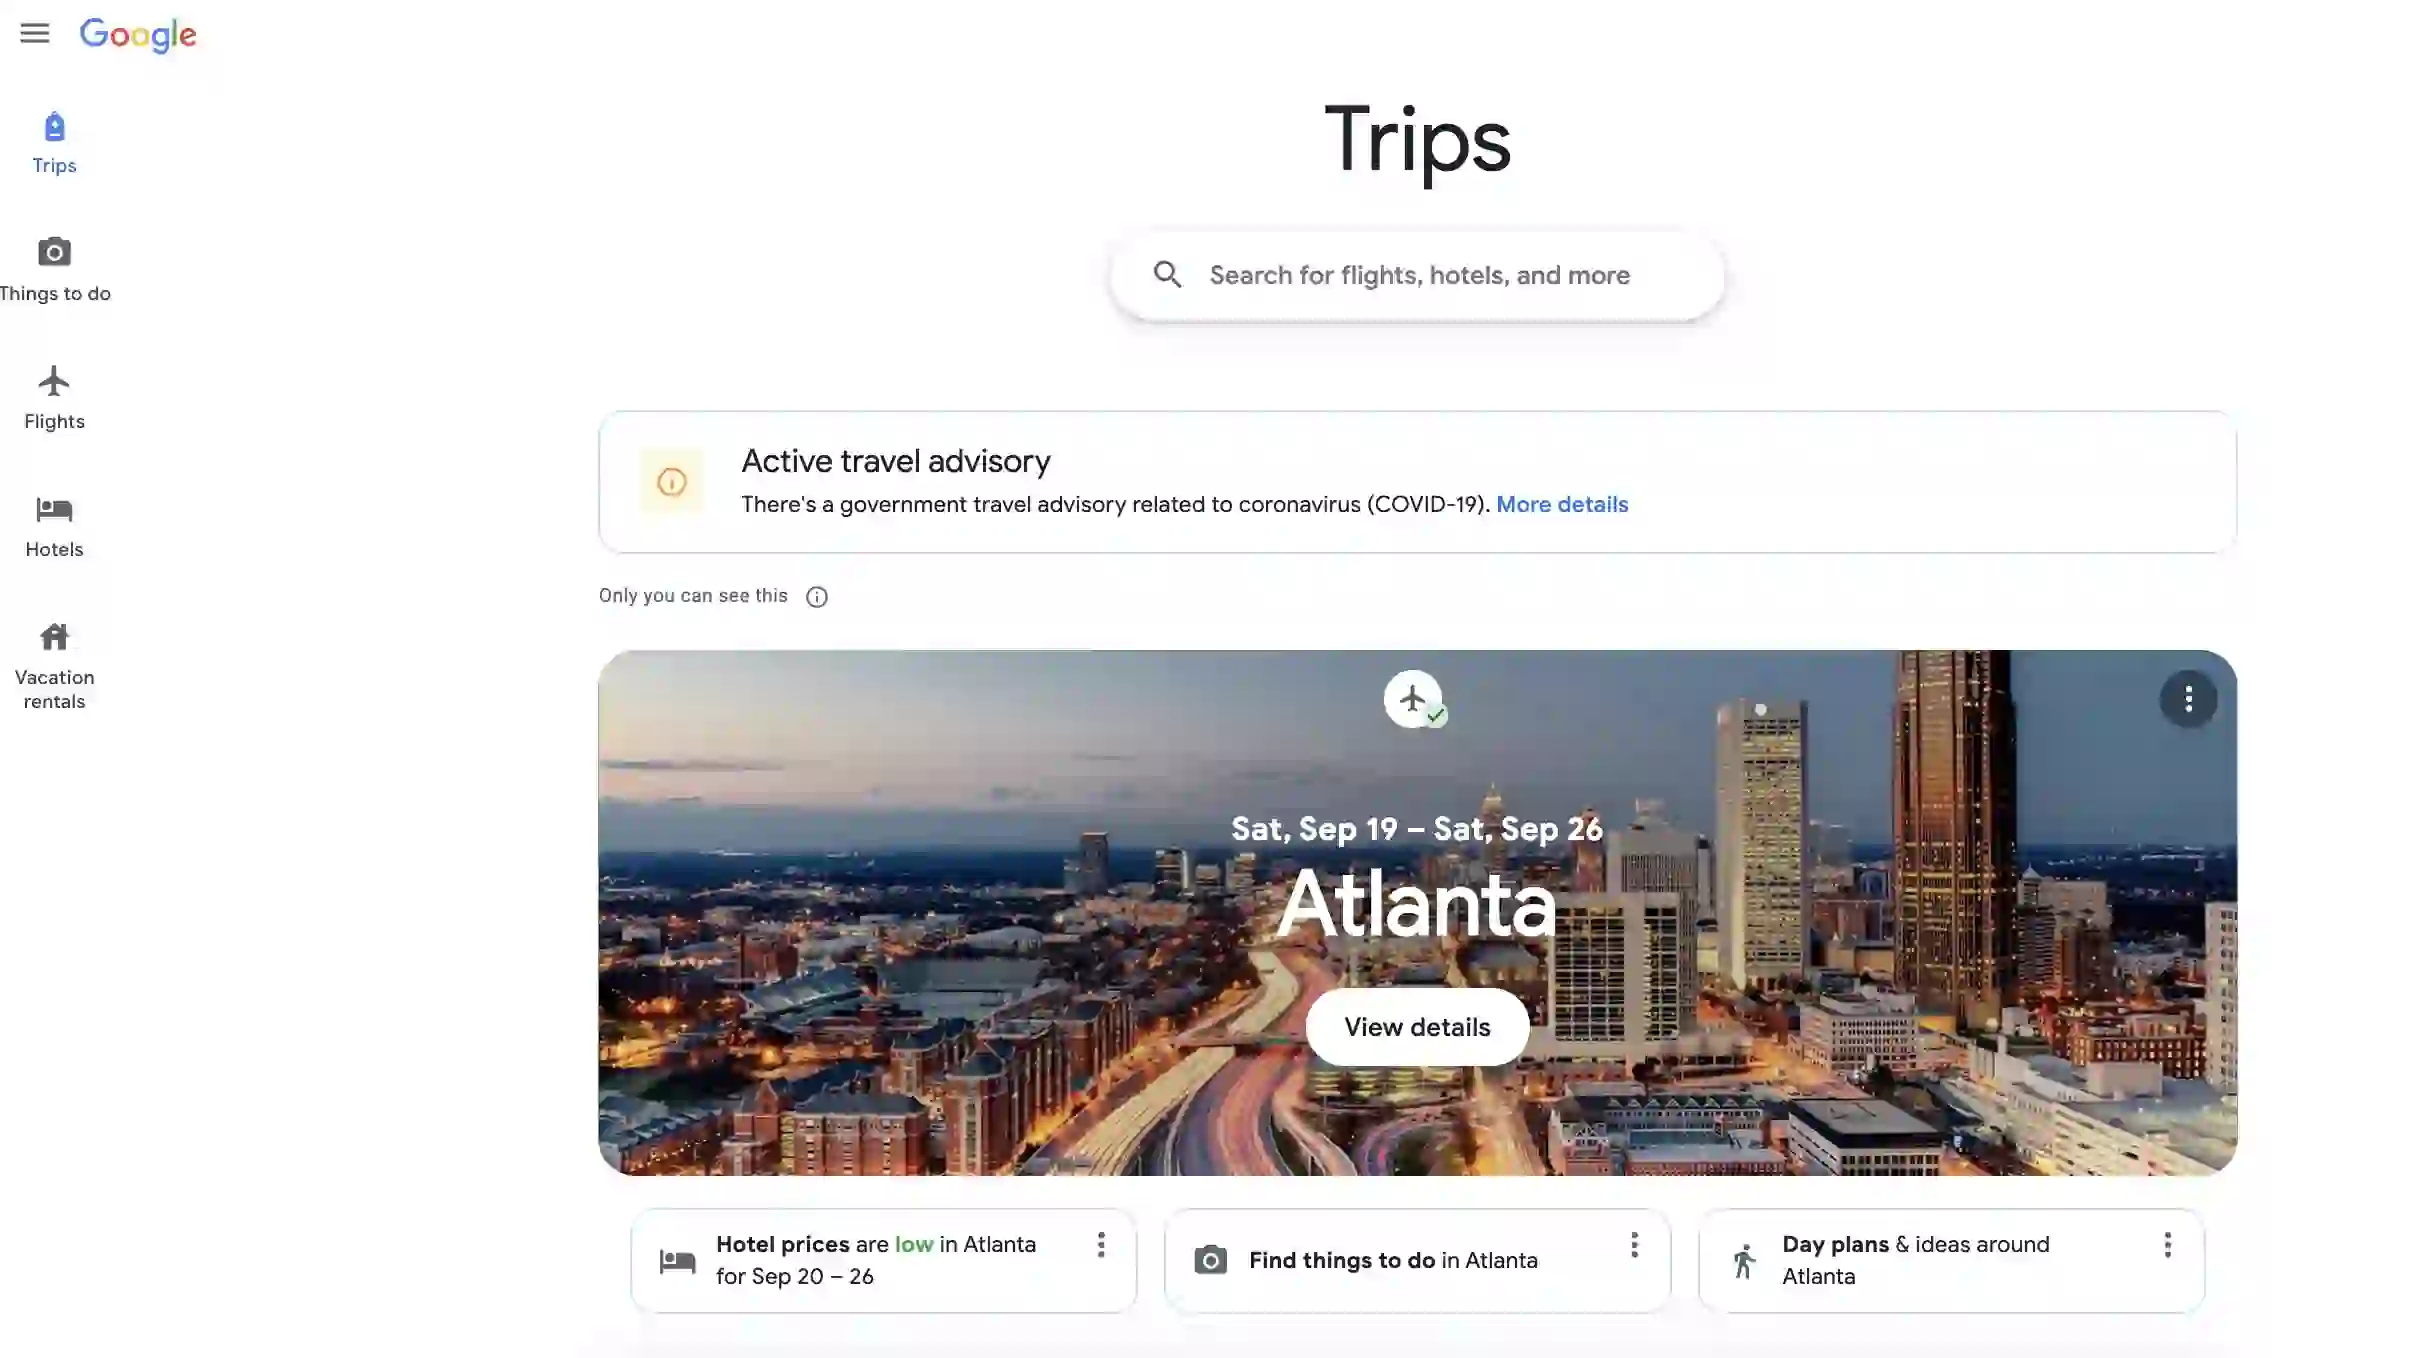 Google
Trips
Things to do
Flights
Hotels
Vacation
rentals
Trips
Search for flights, hotels, and more
Active travel advisory
There's a government travel advisory related to coronavirus (COVID-19). More details
Only you can see this
Sat, Sep 19 – Sat, Sep 26
Atlanta
View details
Hotel prices are low in Atlanta
for Sep 20 – 26
Find things to do in Atlanta
Day plans & ideas around
Atlanta